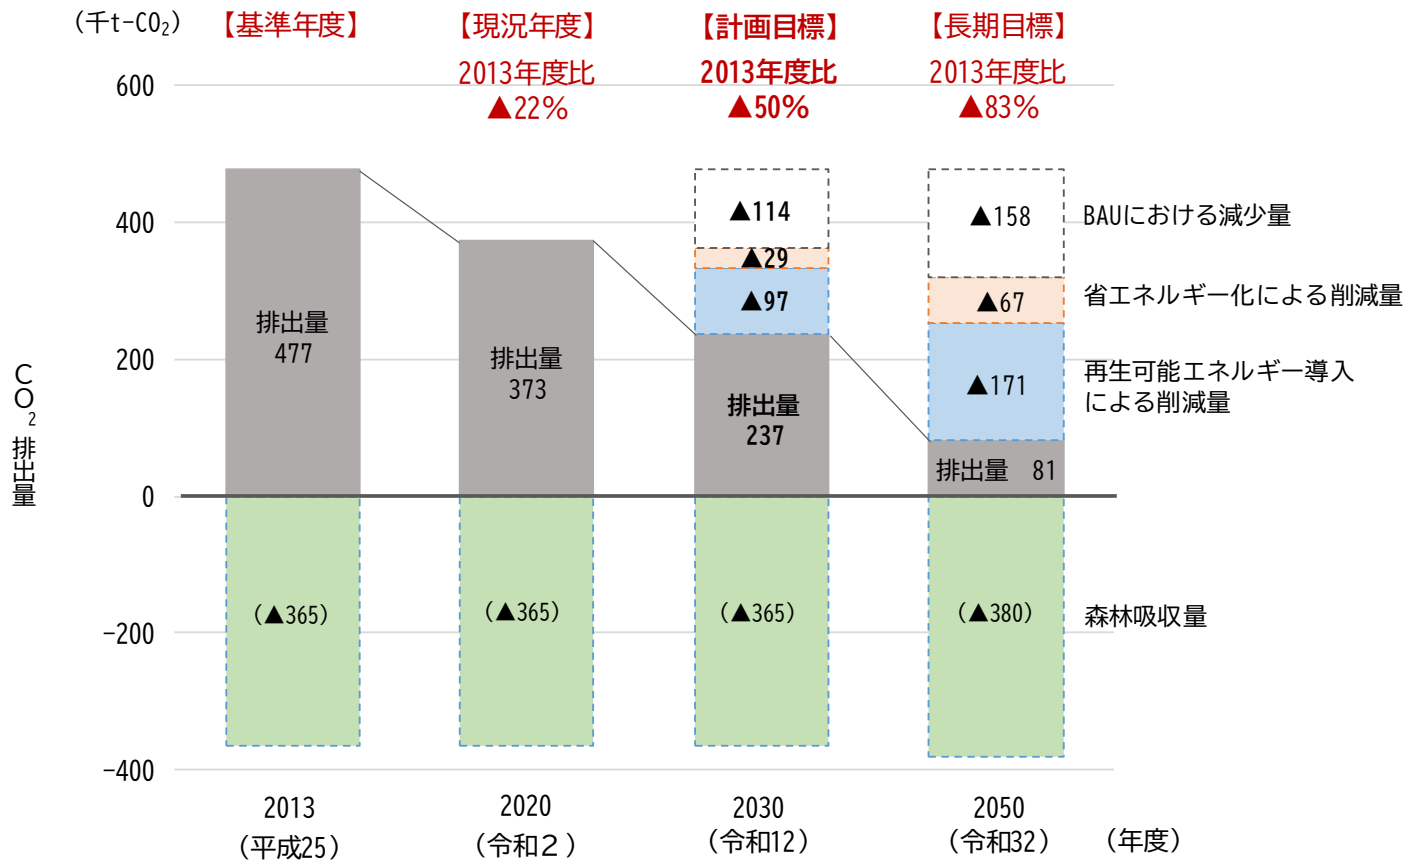 （千t-CO₂）
【基準年度】
【現況年度】
2013年度比
▲22%
【計画目標】
2013年度比
▲50%
【長期目標】
2013年度比
▲83%
CO₂排出量
600
400
200
0
-200
-400
排出量
477
排出量
373
▲114
▲29
▲97
排出量
237
▲158
▲67
▲171
排出量　81
BAUにおける減少量
省エネルギー化による削減量
再生可能エネルギー導入
による削減量
（▲365）
（▲365）
（▲365）
（▲380）
森林吸収量
2013
（平成25）
2020
（令和２）
2030
（令和12）
2050
（令和32）
（年度）